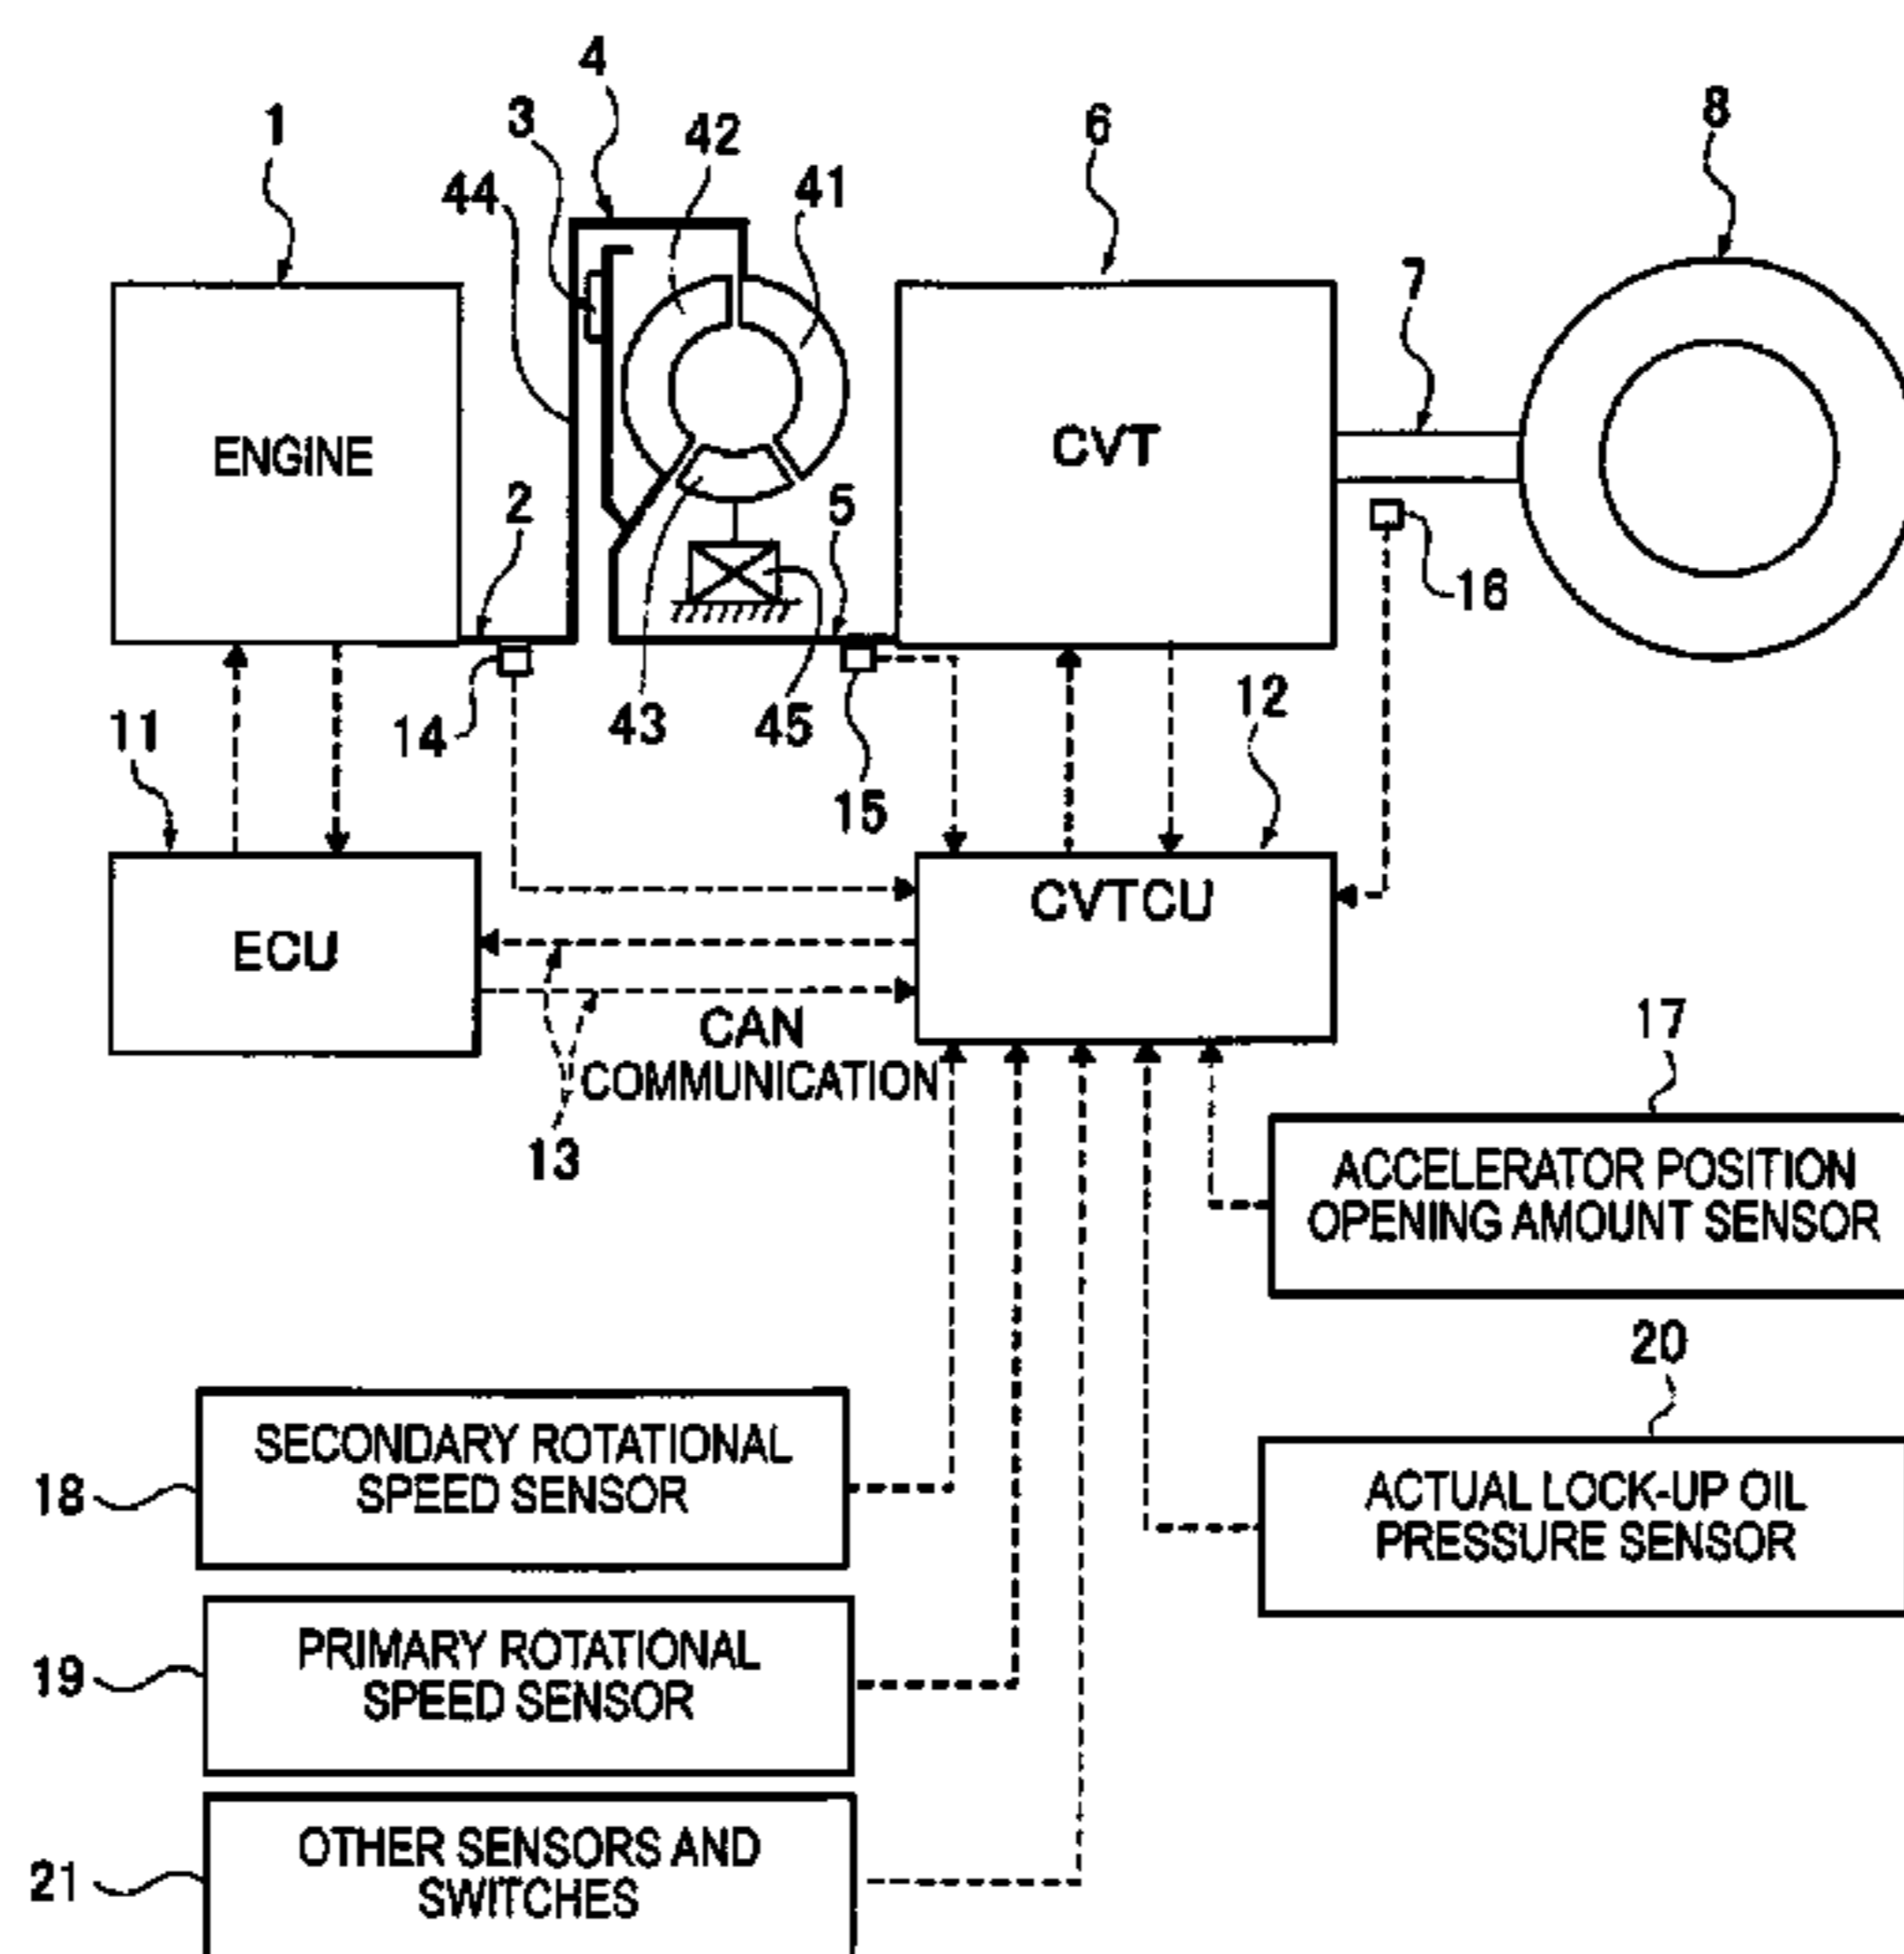 4
1
3
42
6
8
44
41
7
ENGINE
CVT
2
5
16
14
43
45
12
11
15
CVTCU
ECU
CAN
COMMUNICATION
17
13
ACCELERATOR POSITION
OPENING AMOUNT SENSOR
20
SECONDARY ROTATIONAL
SPEED SENSOR
18
ACTUAL LOCK-UP OIL
PRESSURE SENSOR
PRIMARY ROTATIONAL
SPEED SENSOR
19
OTHER SENSORS AND
SWITCHES
21